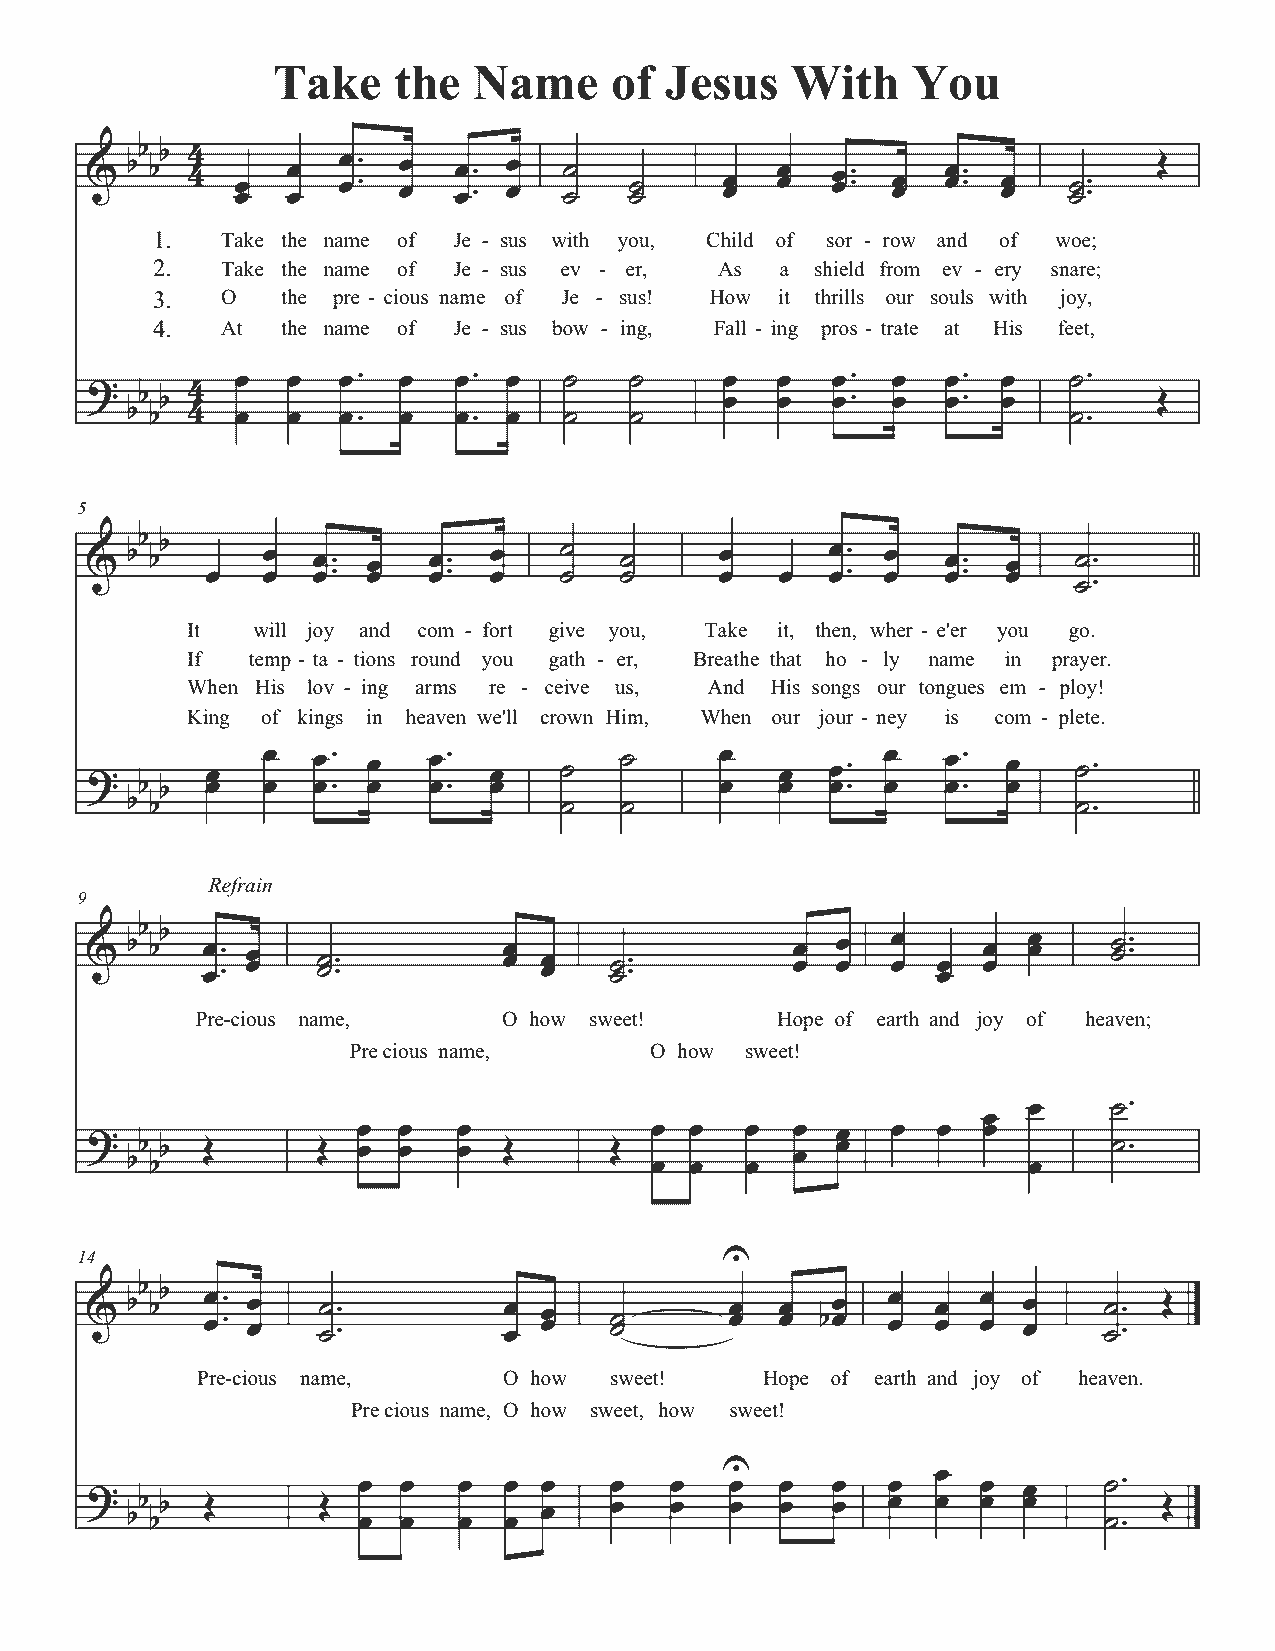 Take the Name of Jesus With You
1. Take the name of Je - sus with you, Child of sor - row and of woe;
2. Take the name of Je - sus ev - er, As a shield from ev - ery snare;
3. O the pre - cious name of Je - sus! How it thrills our souls with joy,
4. At the name of Je - sus bow - ing, Fall - ing pros - trate at His feet,
5
It will joy and com - fort give you, Take it, then, wher - e'er you go.
If temp - ta - tions round you gath - er, Breathe that ho - ly name in prayer.
When His lov - ing arms re - ceive us, And His songs our tongues em - ploy!
King of kings in heaven we'll crown Him, When our jour - ney is com - plete.
Refrain
9
Pre-cious name, O how sweet! Hope of earth and joy of heaven;
Pre cious name, O how sweet!
14
Pre-cious name, O how sweet! Hope of earth and joy of heaven.
Pre cious name, O how sweet, how sweet!